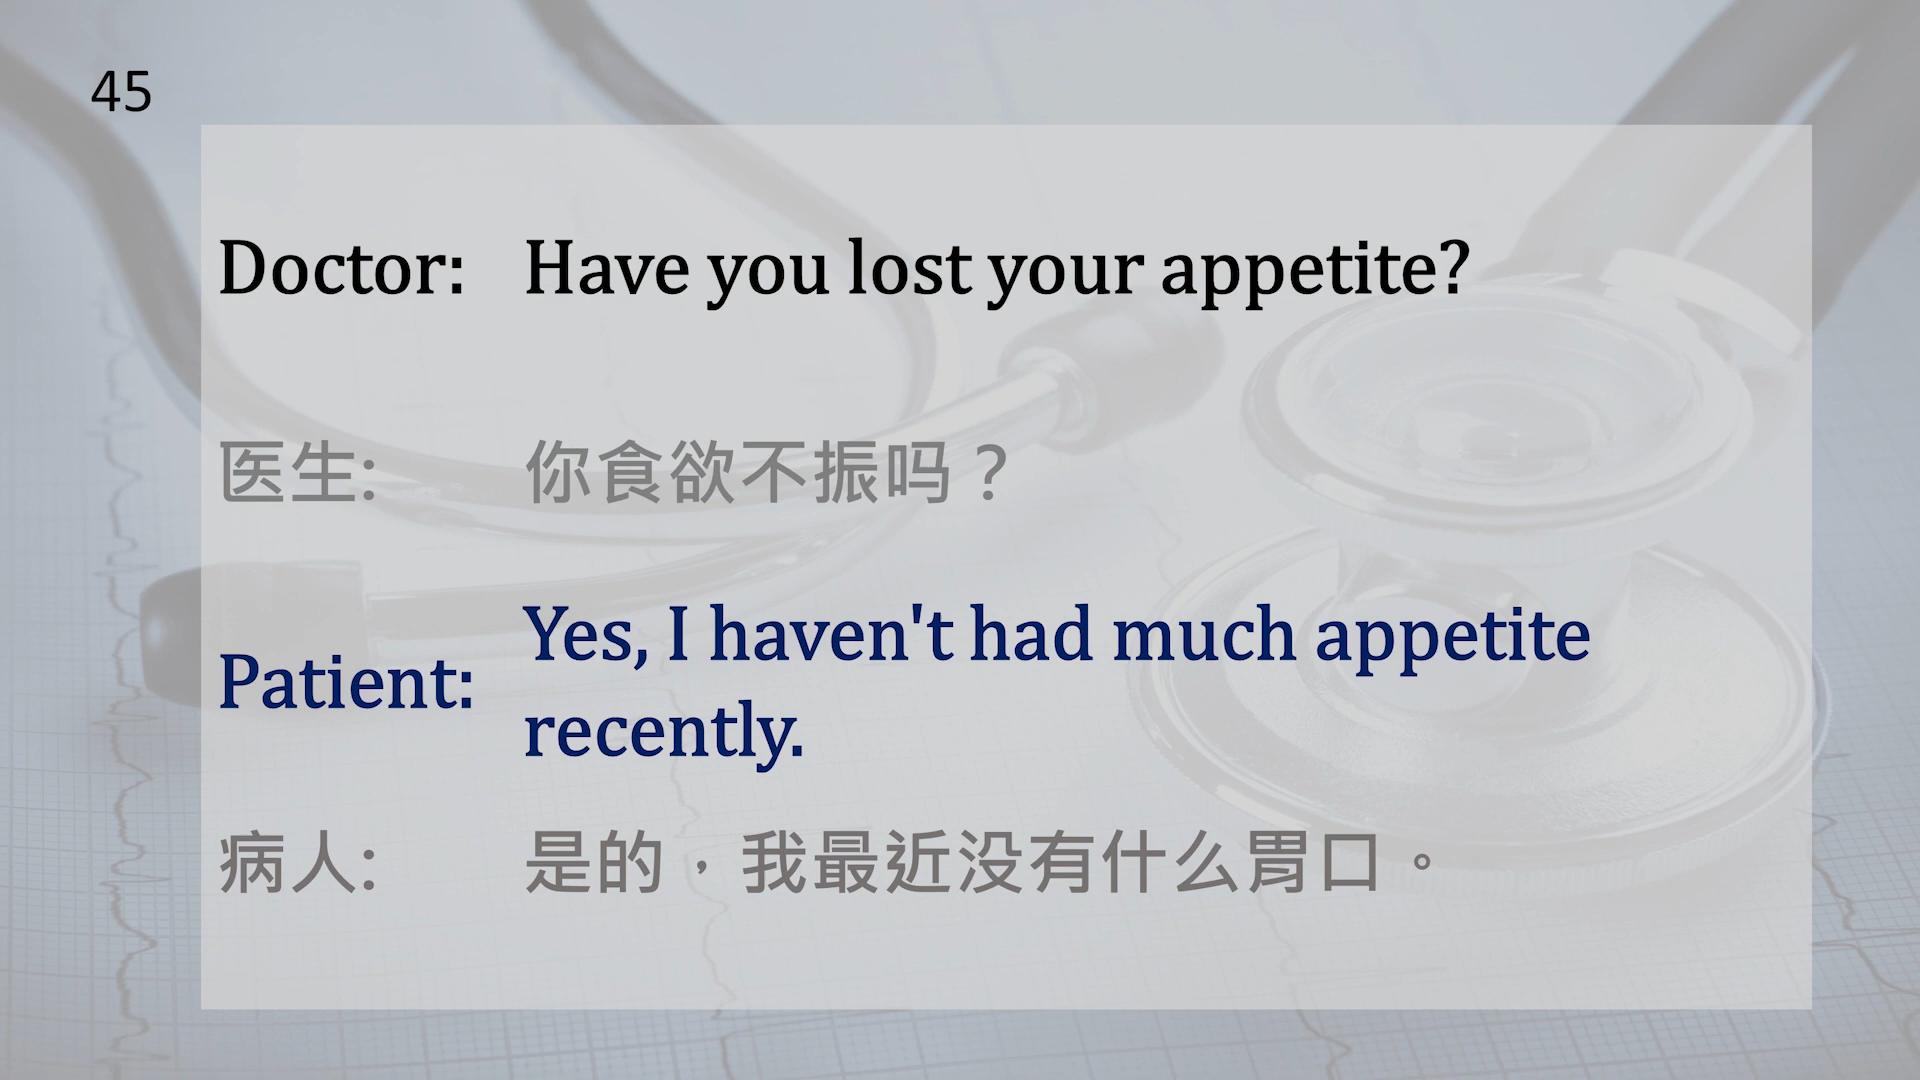 45
Doctor: Have you lost your appetite?
医生: 你食欲不振吗？
Patient: Yes, I haven't had much appetite
recently.
病人: 是的，我最近没有什么胃口。